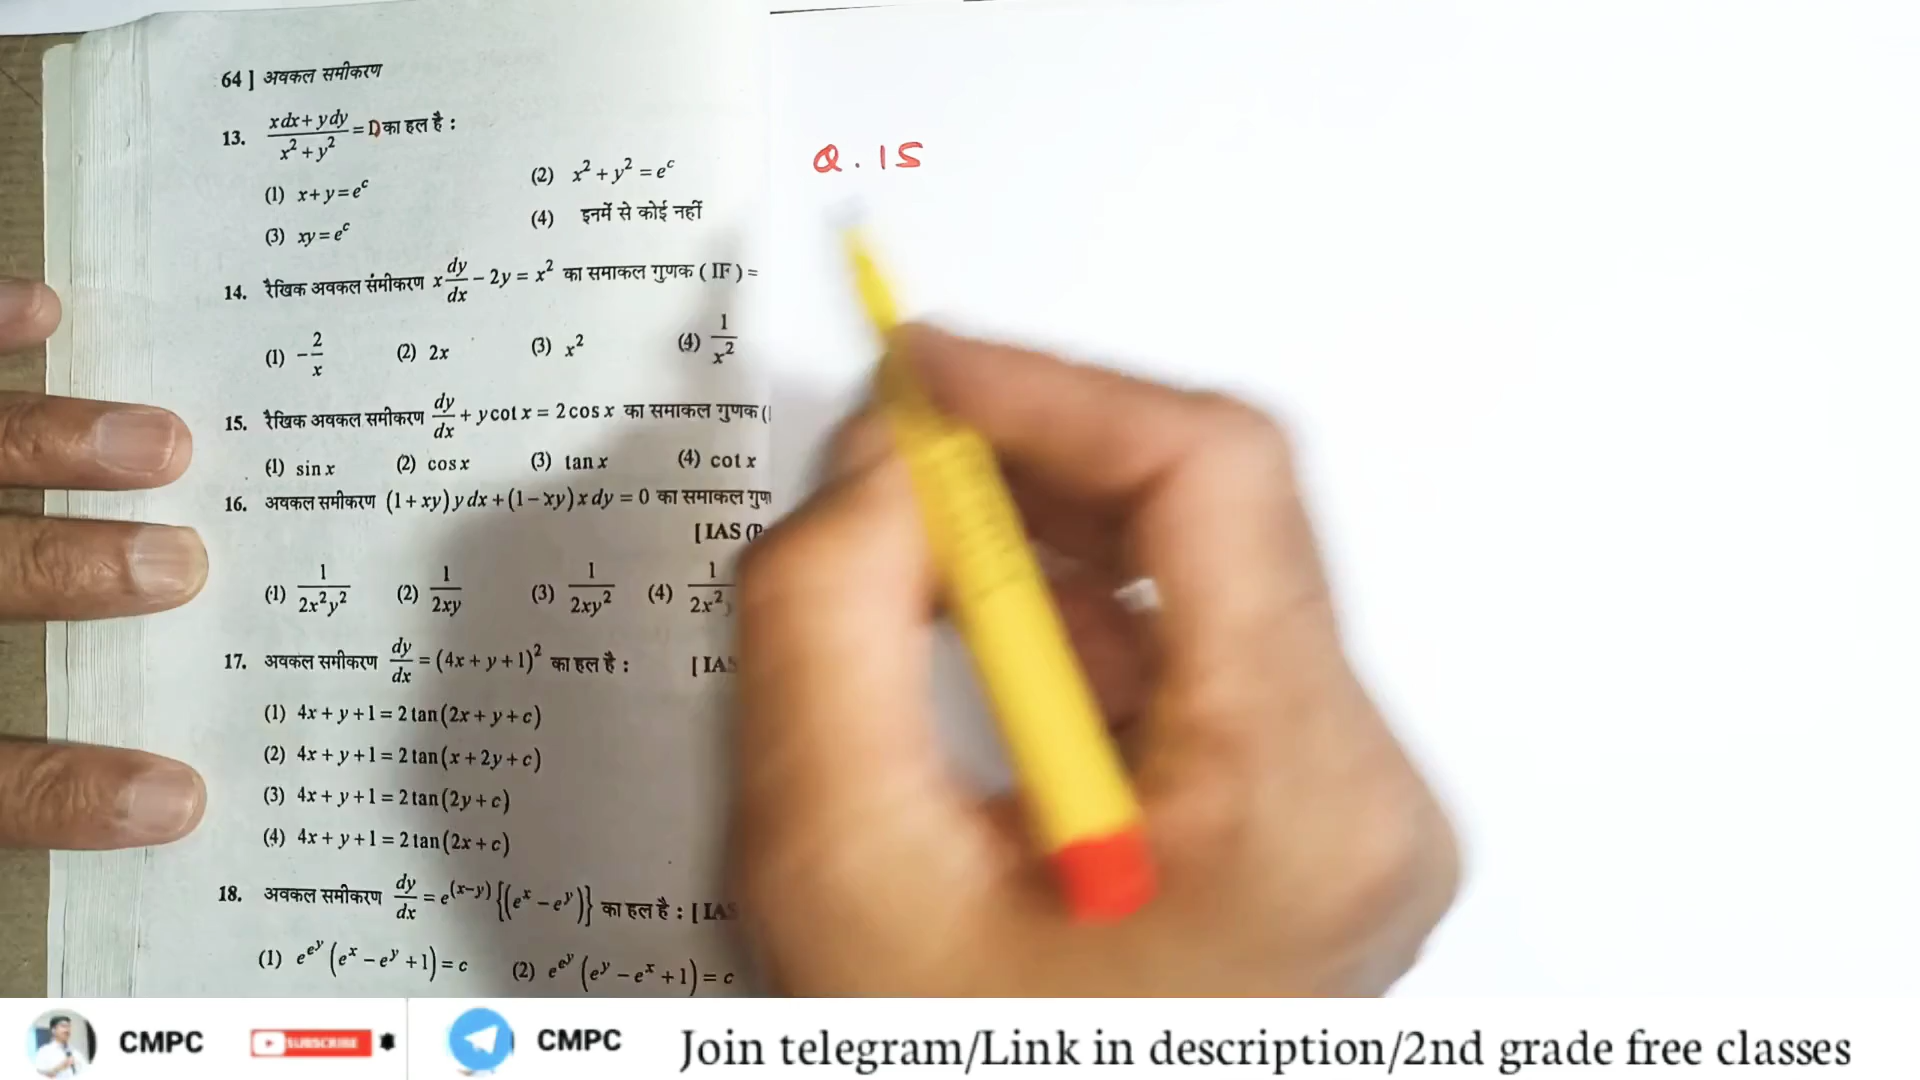 64 ] अवकल समीकरण
13. (xdx + ydy)/(x² + y²) = 0 का हल है :
(1) x + y = e^c (2) x² + y² = e^c
(3) xy = e^c (4) इनमें से कोई नहीं
14. रैखिक अवकल संमीकरण x dy/dx − 2y = x² का समाकल गुणक ( IF ) =
(1) −2/x (2) 2x (3) x² (4) 1/x²
15. रैखिक अवकल समीकरण dy/dx + y cot x = 2 cos x का समाकल गुणक (
(1) sin x (2) cos x (3) tan x (4) cot x
16. अवकल समीकरण (1 + xy) y dx + (1 − xy) x dy = 0 का समाकल
[ IAS
(1) 1/(2x²y²) (2) 1/(2xy) (3) 1/(2xy²) (4)
17. अवकल समीकरण dy/dx = (4x + y + 1)² का हल है : [ IAS
(1) 4x + y + 1 = 2 tan(2x + y + c)
(2) 4x + y + 1 = 2 tan(x + 2y + c)
(3) 4x + y + 1 = 2 tan(2y + c)
(4) 4x + y + 1 = 2 tan(2x + c)
18. अवकल समीकरण dy/dx = e^(x−y) {(e^x − e^y)} का हल है : [ IAS
(1) e^(e^y) (e^x − e^y + 1) = c (2) e^(e^y) (e^y − e^x + 1) = c
Q. 15
CMPC SUBSCRIBE CMPC Join telegram/Link in description/2nd grade free classes